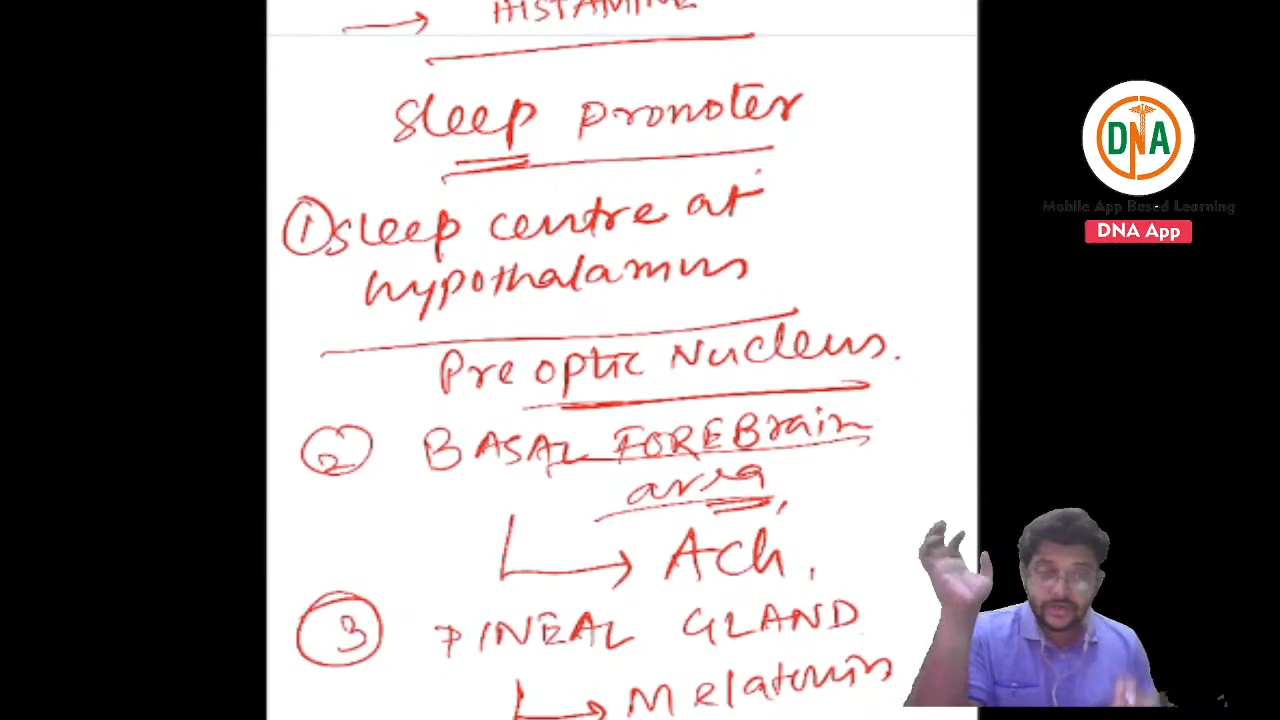 → HISTAMINE
Sleep promoter
① Sleep centre at
hypothalamus
Pre optic Nucleus.
② BASAL FOREBrain
area
→ Ach.
③ PINEAL GLAND
→ Melatonin
DNA
Mobile App Based Learning
DNA App